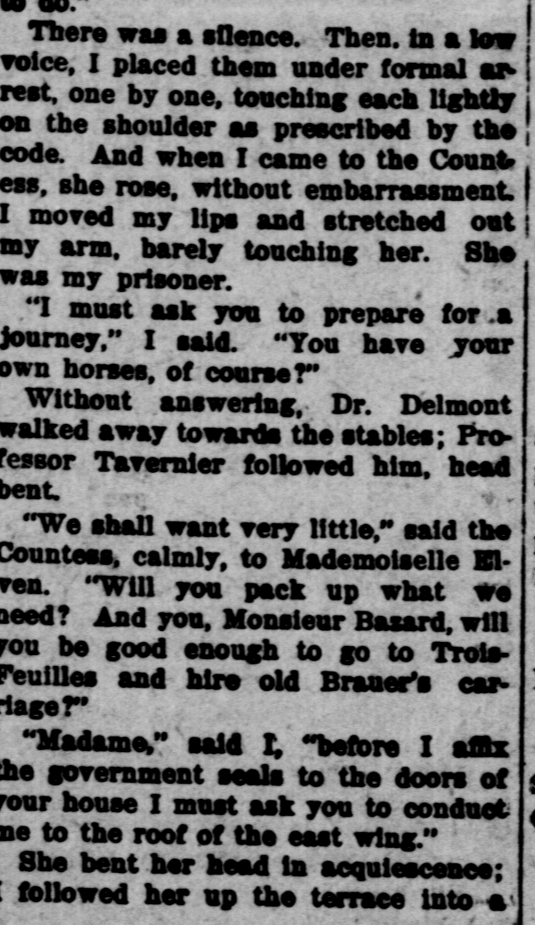 to do."
There was a silence. Then, in a low
voice, I placed them under formal ar-
rest, one by one, touching each lightly
on the shoulder as prescribed by the
code. And when I came to the Count-
ess, she rose, without embarrassment.
I moved my lips and stretched out
my arm, barely touching her. She
was my prisoner.
"I must ask you to prepare for a
journey," I said. "You have your
own horses, of course?"
Without answering, Dr. Delmont
walked away towards the stables; Pro-
fessor Tavernier followed him, head
bent.
"We shall want very little," said the
Countess, calmly, to Mademoiselle El-
ven. "Will you pack up what we
need? And you, Monsieur Bazard, will
you be good enough to go to Trois-
Feuilles and hire old Brauer's car-
riage?"
"Madame," said I, "before I affix
the government seals to the doors of
your house I must ask you to conduct
me to the roof of the east wing."
She bent her head in acquiescence;
I followed her up the terrace into a